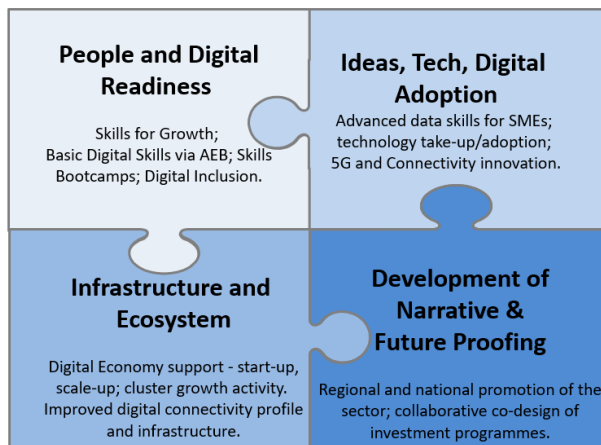 People and Digital
Readiness
Skills for Growth;
Basic Digital Skills via AEB; Skills
Bootcamps; Digital Inclusion.
Ideas, Tech, Digital
Adoption
Advanced data skills for SMEs;
technology take-up/adoption;
5G and Connectivity innovation.
Infrastructure and
Ecosystem
Digital Economy support - start-up,
scale-up; cluster growth activity.
Improved digital connectivity profile
and infrastructure.
Development of
Narrative &
Future Proofing
Regional and national promotion of the
sector; collaborative co-design of
investment programmes.